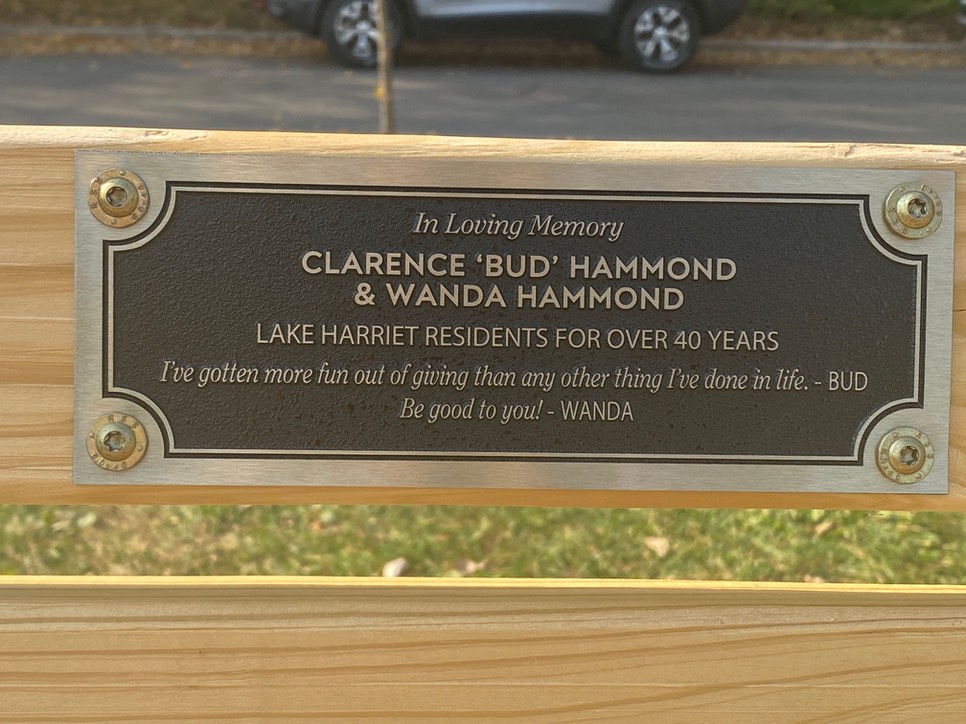 In Loving Memory
CLARENCE ‘BUD’ HAMMOND
& WANDA HAMMOND
LAKE HARRIET RESIDENTS FOR OVER 40 YEARS
I’ve gotten more fun out of giving than any other thing I’ve done in life. - BUD
Be good to you! - WANDA